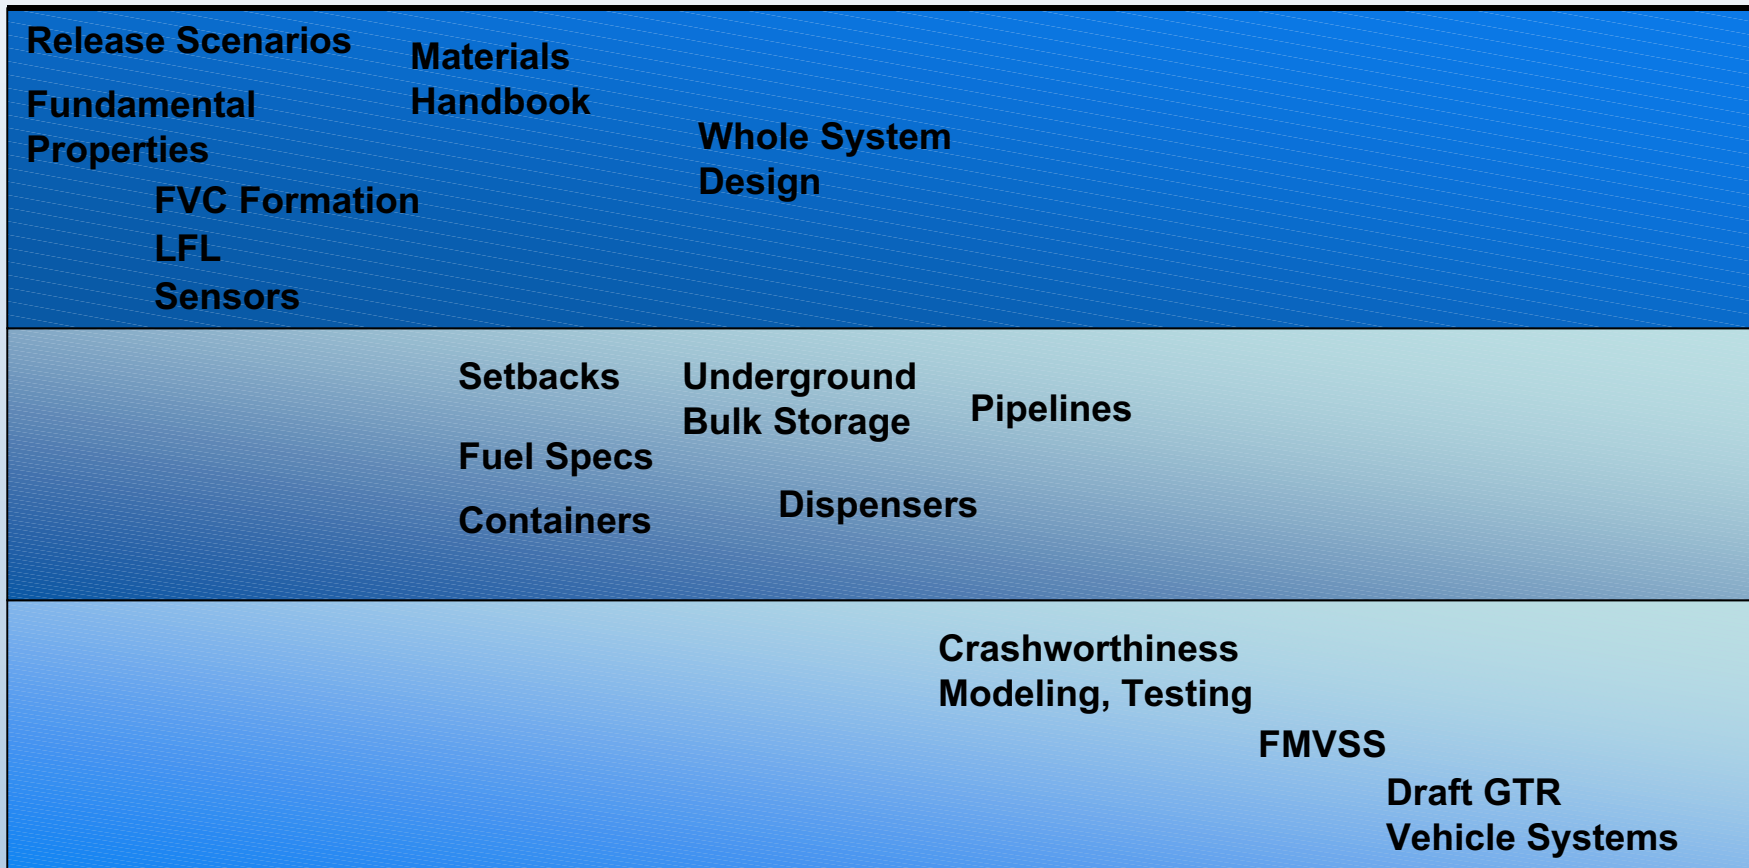 Release Scenarios
Fundamental
Properties
FVC Formation
LFL
Sensors
Materials
Handbook
Whole System
Design
Setbacks
Fuel Specs
Containers
Underground
Bulk Storage
Dispensers
Pipelines
Crashworthiness
Modeling, Testing
FMVSS
Draft GTR
Vehicle Systems